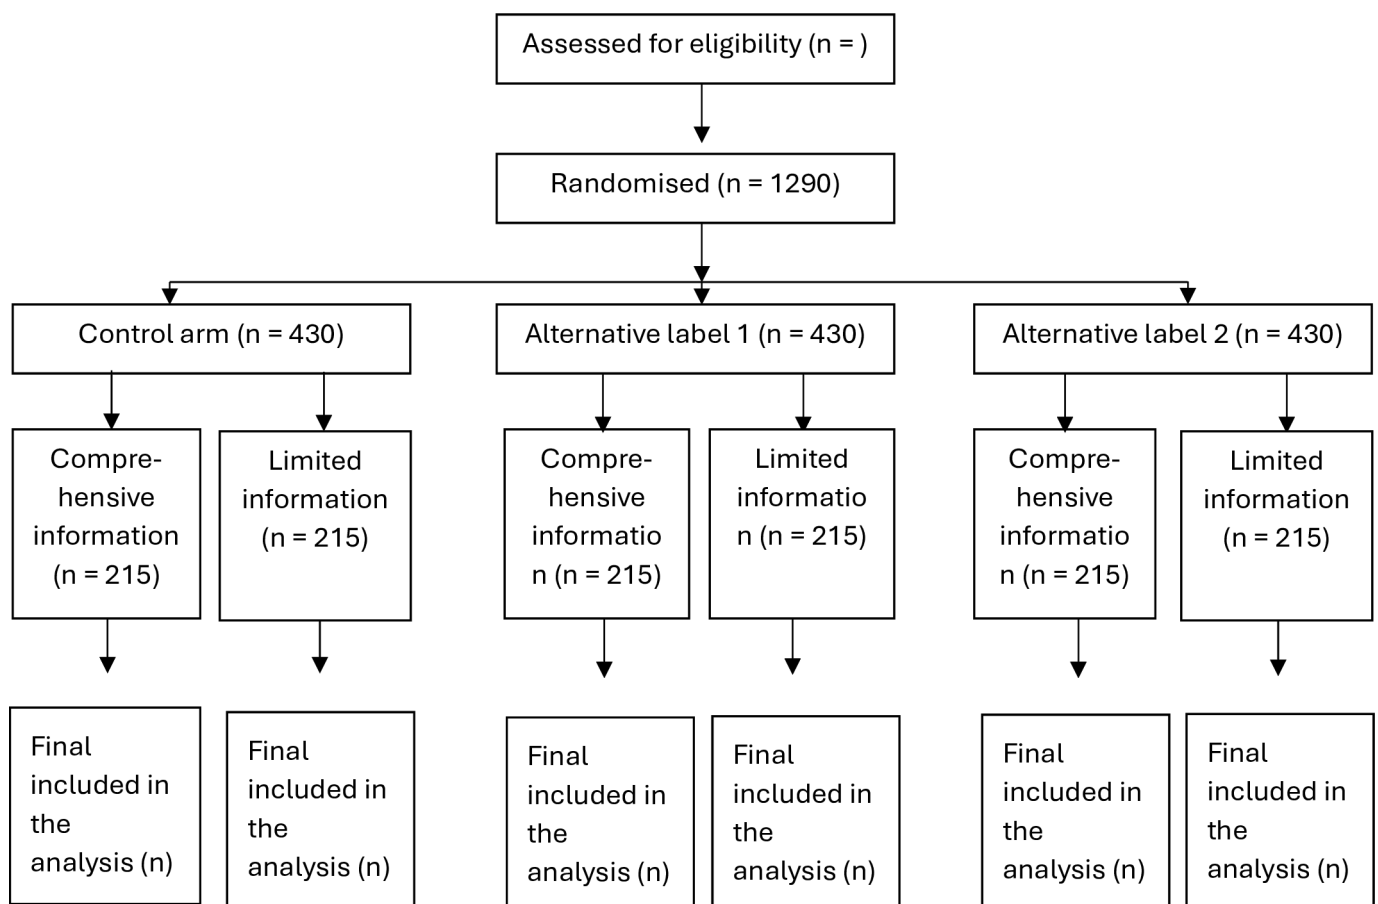 Assessed for eligibility (n = )
Randomised (n = 1290)
Control arm (n = 430)
Alternative label 1 (n = 430)
Alternative label 2 (n = 430)
Compre-
hensive
information
(n = 215)
Limited
information
(n = 215)
Compre-
hensive
informatio
n (n = 215)
Limited
informatio
n (n = 215)
Compre-
hensive
informatio
n (n = 215)
Limited
information
(n = 215)
Final
included in
the
analysis (n)
Final
included in
the
analysis (n)
Final
included in
the
analysis (n)
Final
included in
the
analysis (n)
Final
included in
the
analysis (n)
Final
included in
the
analysis (n)